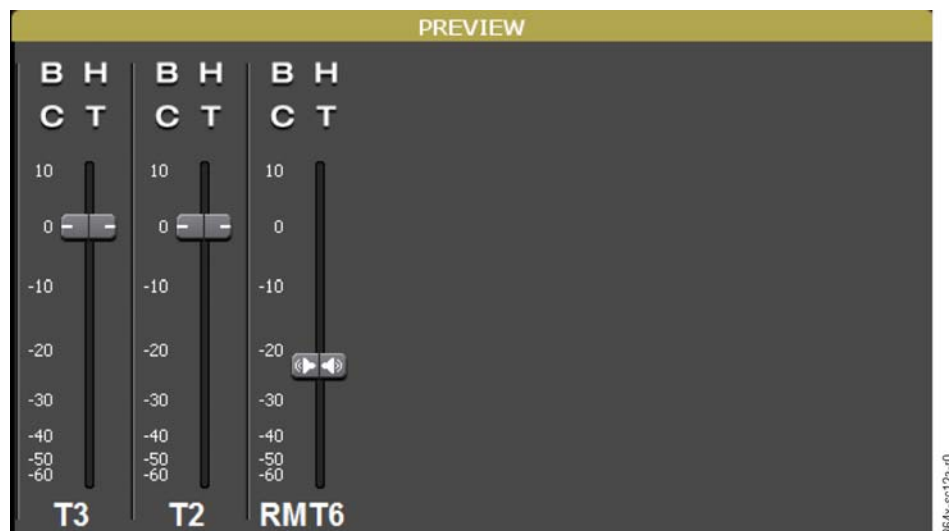 PREVIEW
B H B H B H
C T C T C T
10 10 10
0 0 0
-10 -10 -10
-20 -20 -20
-30 -30 -30
-40 -40 -40
-50 -50 -50
-60 -60 -60
T3 T2 RMT6